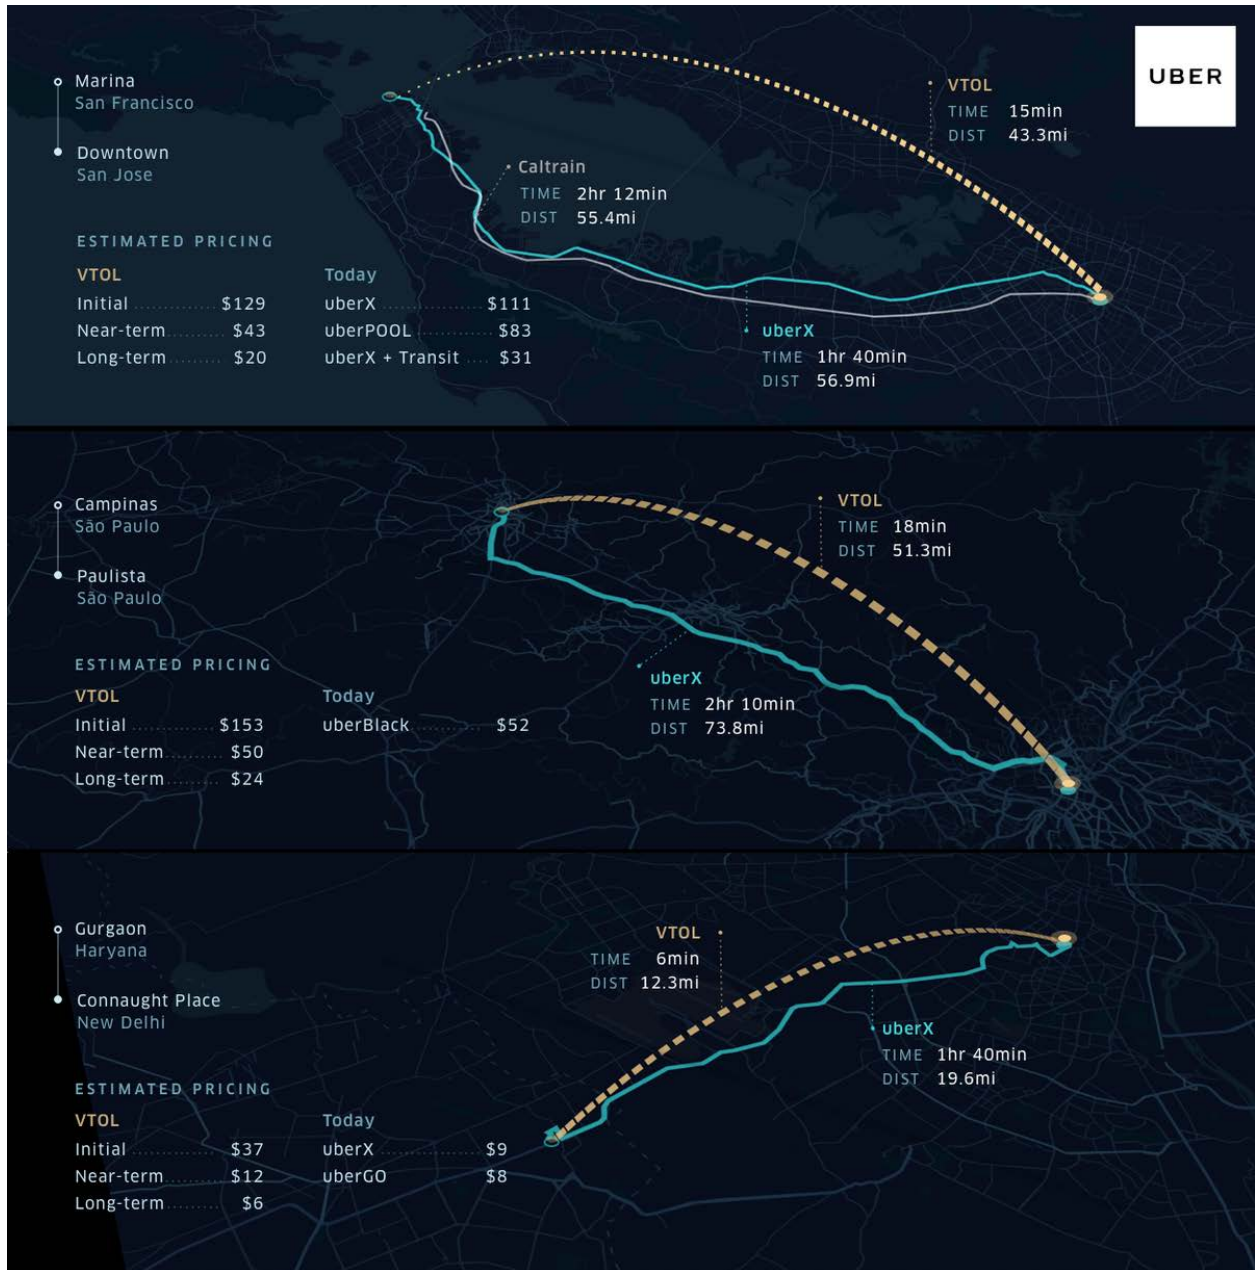 Marina
San Francisco
Downtown
San Jose
ESTIMATED PRICING
VTOL Today
Initial $129 uberX $111
Near-term $43 uberPOOL $83
Long-term $20 uberX + Transit $31
Caltrain
TIME 2hr 12min
DIST 55.4mi
VTOL
TIME 15min
DIST 43.3mi
uberX
TIME 1hr 40min
DIST 56.9mi
UBER
Campinas
São Paulo
Paulista
São Paulo
ESTIMATED PRICING
VTOL Today
Initial $153 uberBlack $52
Near-term $50
Long-term $24
VTOL
TIME 18min
DIST 51.3mi
uberX
TIME 2hr 10min
DIST 73.8mi
Gurgaon
Haryana
Connaught Place
New Delhi
ESTIMATED PRICING
VTOL Today
Initial $37 uberX $9
Near-term $12 uberGO $8
Long-term $6
VTOL
TIME 6min
DIST 12.3mi
uberX
TIME 1hr 40min
DIST 19.6mi